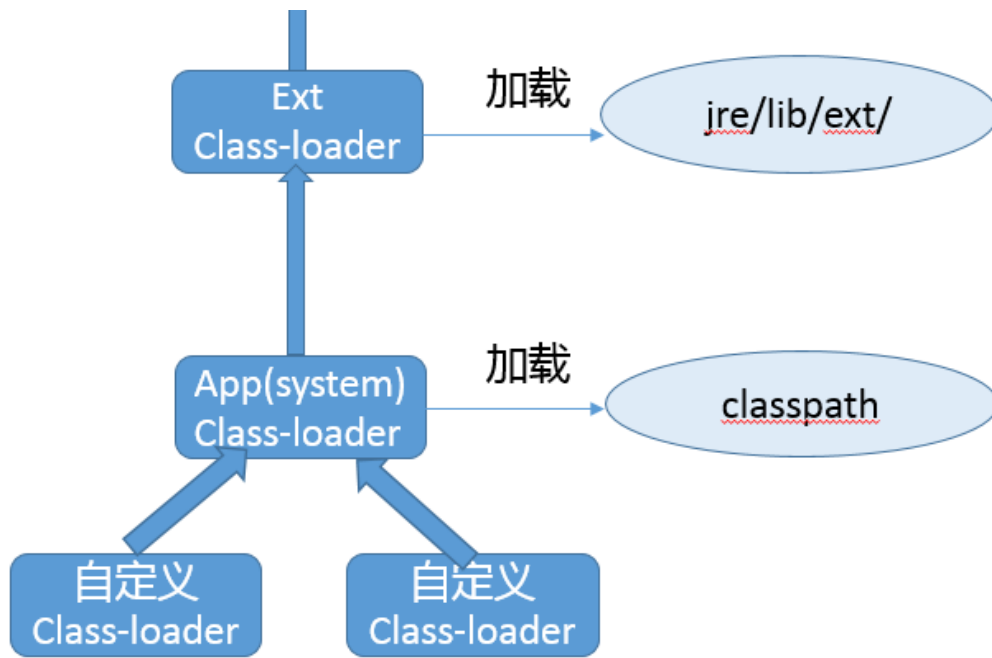 Ext
Class-loader
加载
jre/lib/ext/
App(system)
Class-loader
加载
classpath
自定义
Class-loader
自定义
Class-loader